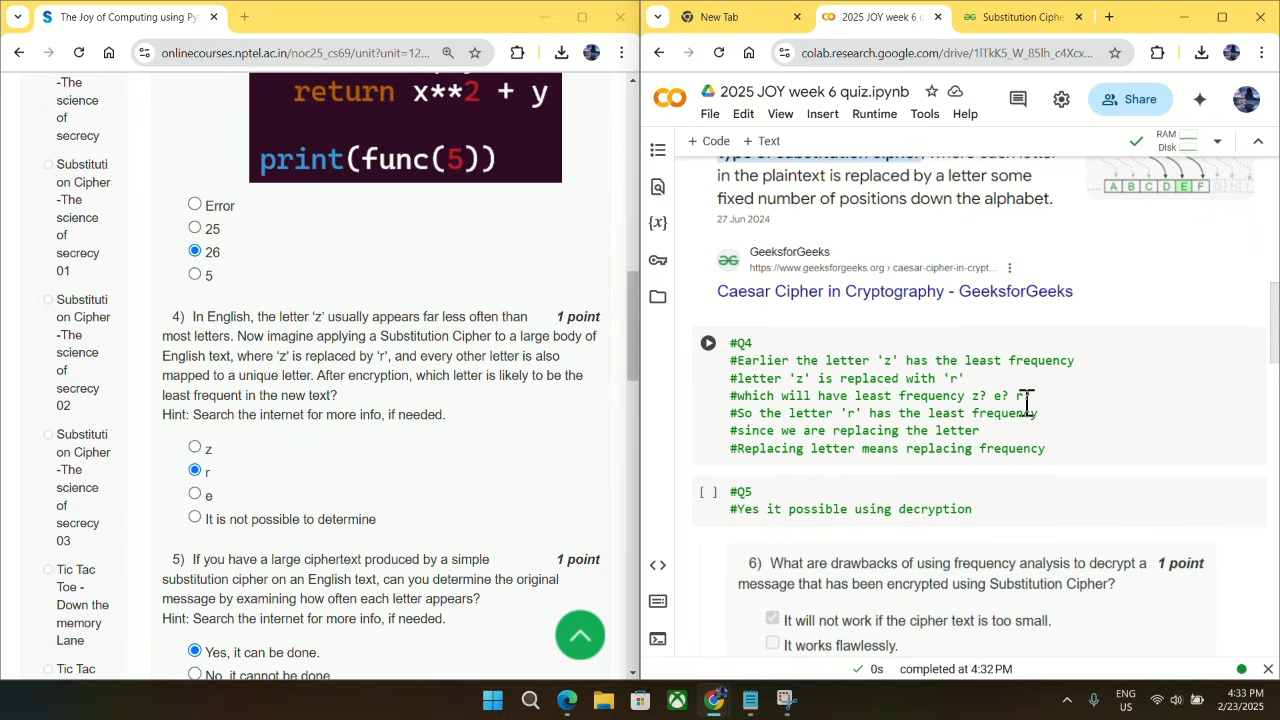 The Joy of Computing using Py
onlinecourses.nptel.ac.in/noc25_cs69/unit?unit=12...
-The
science
of
secrecy
Substituti
on Cipher
-The
science
of
secrecy
01
Substituti
on Cipher
-The
science
of
secrecy
02
Substituti
on Cipher
-The
science
of
secrecy
03
Tic Tac
Toe -
Down the
memory
Lane
Tic Tac
return x**2 + y
print(func(5))
Error
25
26
5
4) In English, the letter ‘z’ usually appears far less often than 1 point
most letters. Now imagine applying a Substitution Cipher to a large body of
English text, where ‘z’ is replaced by ‘r’, and every other letter is also
mapped to a unique letter. After encryption, which letter is likely to be the
least frequent in the new text?
Hint: Search the internet for more info, if needed.
z
r
e
It is not possible to determine
5) If you have a large ciphertext produced by a simple 1 point
substitution cipher on an English text, can you determine the original
message by examining how often each letter appears?
Hint: Search the internet for more info, if needed.
Yes, it can be done.
No, it cannot be done
New Tab
2025 JOY week 6 q
Substitution Ciphe
colab.research.google.com/drive/1lTkK5_W_85lh_c4Xcx...
2025 JOY week 6 quiz.ipynb
File Edit View Insert Runtime Tools Help
Share
+ Code + Text
RAM
Disk
type of substitution cipher, where each letter
in the plaintext is replaced by a letter some
fixed number of positions down the alphabet.
27 Jun 2024
A B C D E F
GeeksforGeeks
https://www.geeksforgeeks.org › caesar-cipher-in-crypt...
Caesar Cipher in Cryptography - GeeksforGeeks
#Q4
#Earlier the letter 'z' has the least frequency
#letter 'z' is replaced with 'r'
#which will have least frequency z? e? r?
#So the letter 'r' has the least frequency
#since we are replacing the letter
#Replacing letter means replacing frequency
[ ] #Q5
#Yes it possible using decryption
6) What are drawbacks of using frequency analysis to decrypt a 1 point
message that has been encrypted using Substitution Cipher?
It will not work if the cipher text is too small.
It works flawlessly.
0s completed at 4:32 PM
ENG
US
4:33 PM
2/23/2025